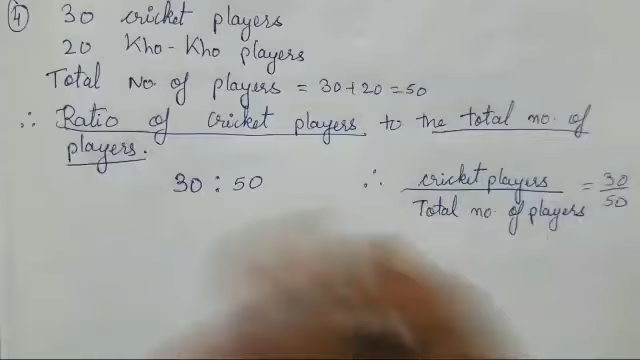 4 30 cricket players
20 Kho-Kho players
Total No of players = 30+20=50
∴ Ratio of cricket players to the total no. of
players.
30 : 50
∴ cricket players / Total no. of players = 30/50